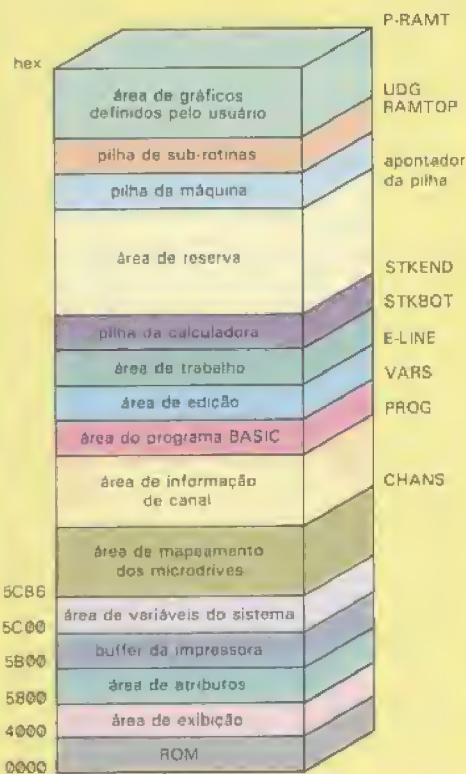 P-RAMT
hex
área de gráficos
definidos pelo usuário
UDG
RAMTOP
pilha de sub-rotinas
apontador
da pilha
pilha da máquina
área de reserva
STKEND
STKBOT
pilha da calculadora
E-LINE
área de trabalho
VARS
área de edição
PROG
área do programa BASIC
área de informação
de canal
CHANS
área de mapeamento
dos microdrives
5CB6
área de variáveis do sistema
5C00
buffer da impressora
5B00
área de atributos
5800
área de exibição
4000
ROM
0000